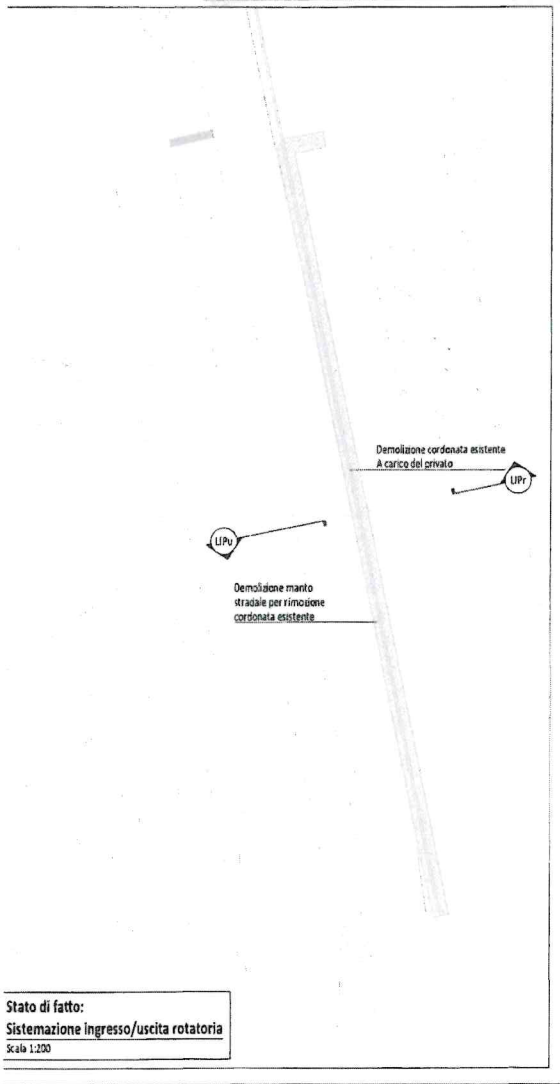 Demolizione cordonata esistente
A carico del privato
LIPr
LIPu
Demolizione manto
stradale per rimozione
cordonata esistente
Stato di fatto:
Sistemazione ingresso/uscita rotatoria
Scala 1:200